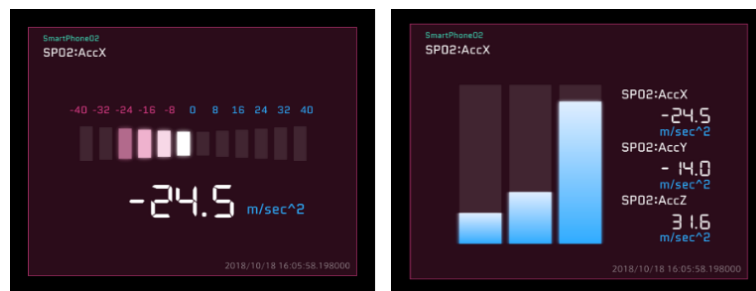 SmartPhone02
SP02:AccX
-40 -32 -24 -16 -8 0 8 16 24 32 40
-24.5 m/sec^2
2018/10/18 16:05:58.198000
SmartPhone02
SP02:AccX
SP02:AccX
-24.5
m/sec^2
SP02:AccY
-14.0
m/sec^2
SP02:AccZ
31.6
m/sec^2
2018/10/18 16:05:58.198000